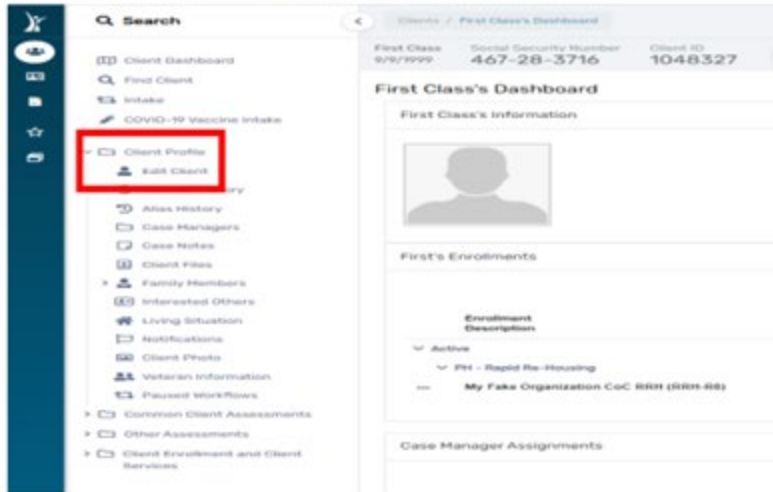 Search
Clients / First Class's Dashboard
First Class
9/9/1999
Social Security Number
467-28-3716
Client ID
1048327
Client Dashboard
Find Client
Intake
COVID-19 Vaccine Intake
Client Profile
Edit Client
ory
Alias History
Case Managers
Case Notes
Client Files
Family Members
Interested Others
Living Situation
Notifications
Client Photo
Veteran Information
Paused Workflows
Common Client Assessments
Other Assessments
Client Enrollment and Client
Services
First Class's Dashboard
First Class's Information
First's Enrollments
Enrollment
Description
Active
PH - Rapid Re-Housing
My Fake Organization CoC RRH (RRH-R8)
Case Manager Assignments